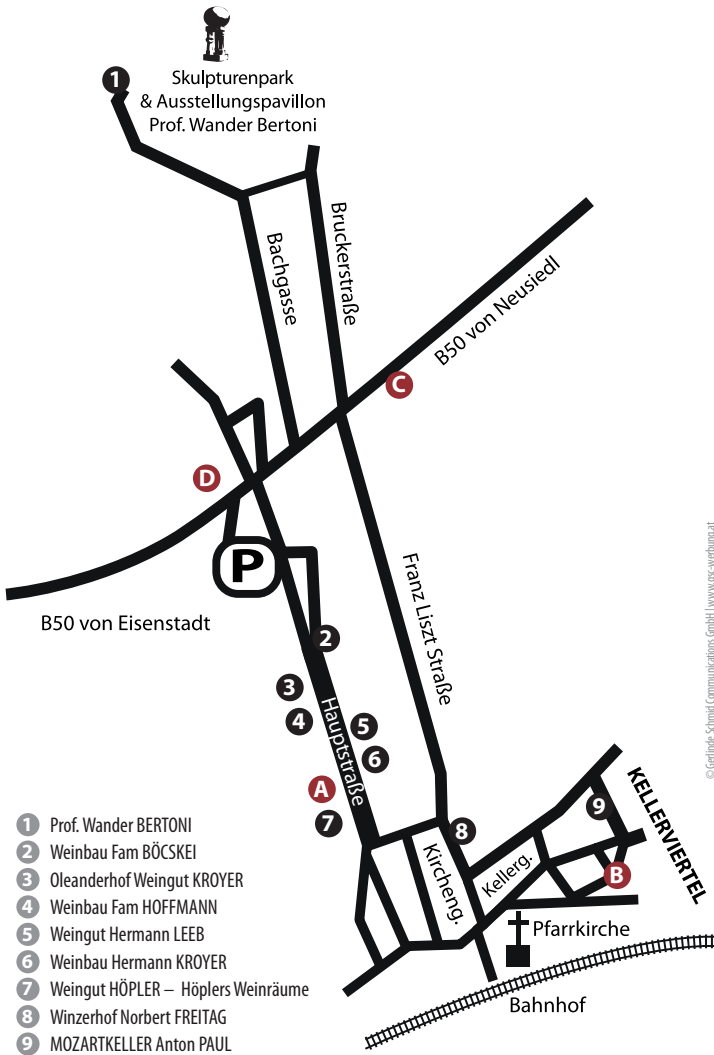 1
Skulpturenpark
& Ausstellungspavillon
Prof. Wander Bertoni
Bachgasse
Bruckerstraße
B50 von Neusiedl
C
D
P
B50 von Eisenstadt
Franz Liszt Straße
2
3
4
Hauptstraße
5
6
A
7
8
Kircheng.
Kellerg.
9
KELLERVIERTEL
B
Pfarrkirche
Bahnhof
1 Prof. Wander BERTONI
2 Weinbau Fam BÖCSKEI
3 Oleanderhof Weingut KROYER
4 Weinbau Fam HOFFMANN
5 Weingut Hermann LEEB
6 Weinbau Hermann KROYER
7 Weingut HÖPLER – Höplers Weinräume
8 Winzerhof Norbert FREITAG
9 MOZARTKELLER Anton PAUL
© Gerlinde Schmid Communications GmbH | www.gsc-werbung.at